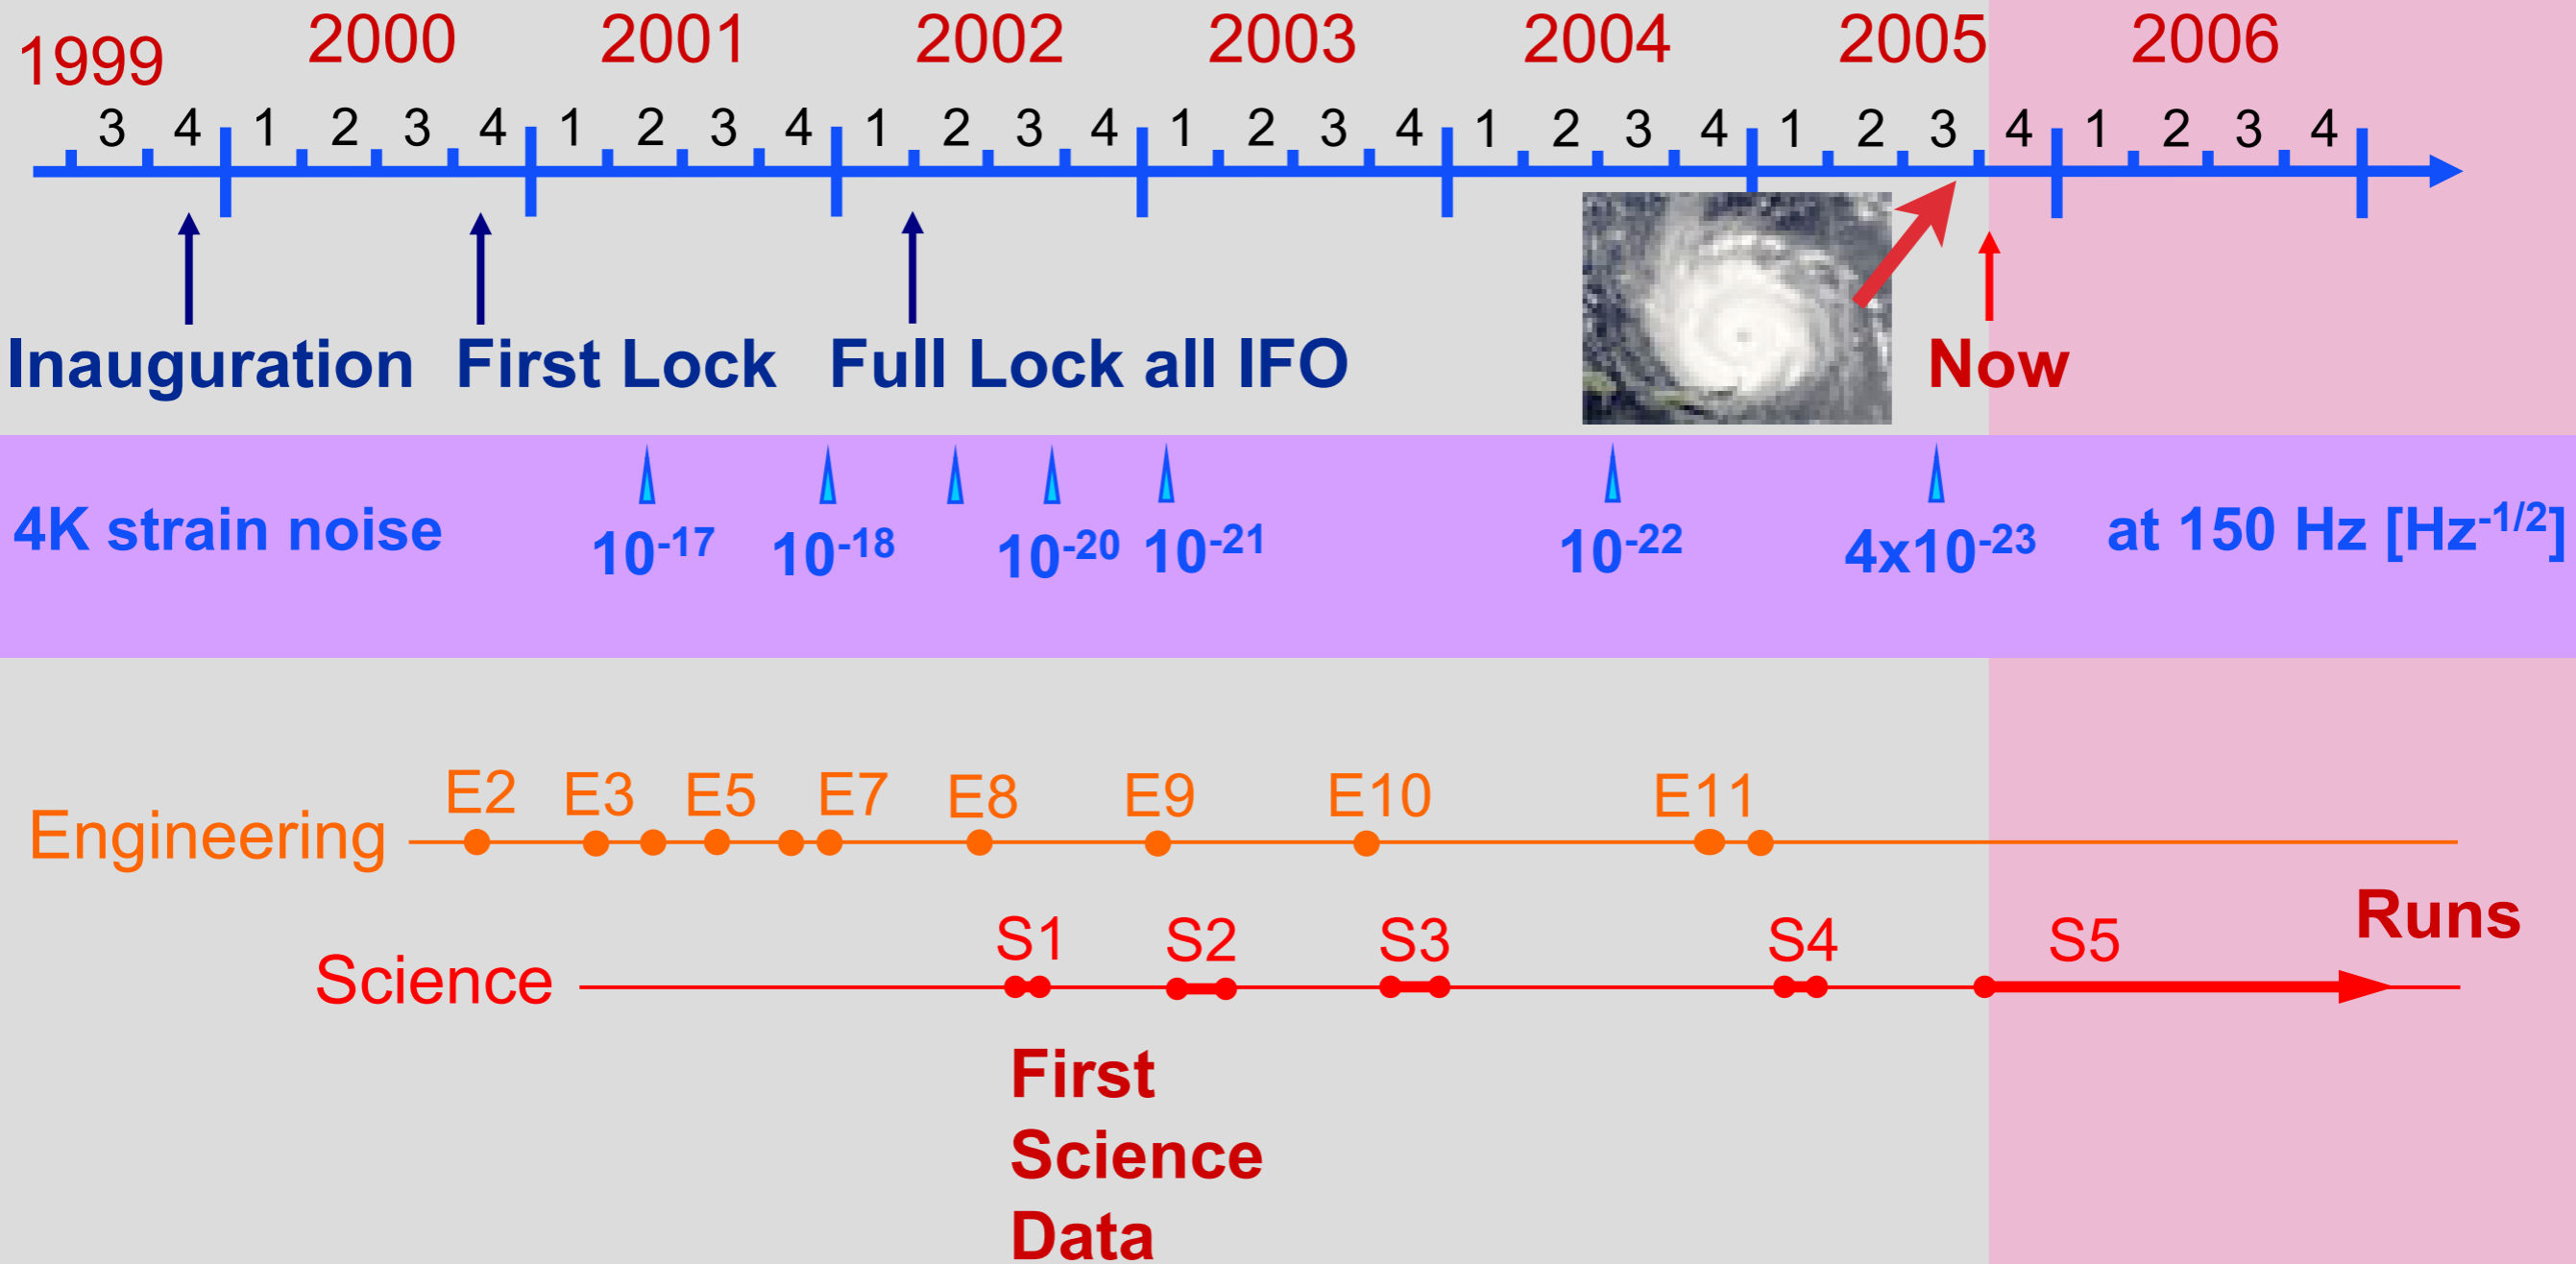 1999 2000 2001 2002 2003 2004 2005 2006
3 4 1 2 3 4 1 2 3 4 1 2 3 4 1 2 3 4 1 2 3 4 1 2 3 4 1 2 3 4
Inauguration First Lock Full Lock all IFO Now
4K strain noise 10⁻¹⁷ 10⁻¹⁸ 10⁻²⁰ 10⁻²¹ 10⁻²² 4x10⁻²³ at 150 Hz [Hz⁻¹/²]
E2 E3 E5 E7 E8 E9 E10 E11
Engineering
Runs
S1 S2 S3 S4 S5
Science
First
Science
Data